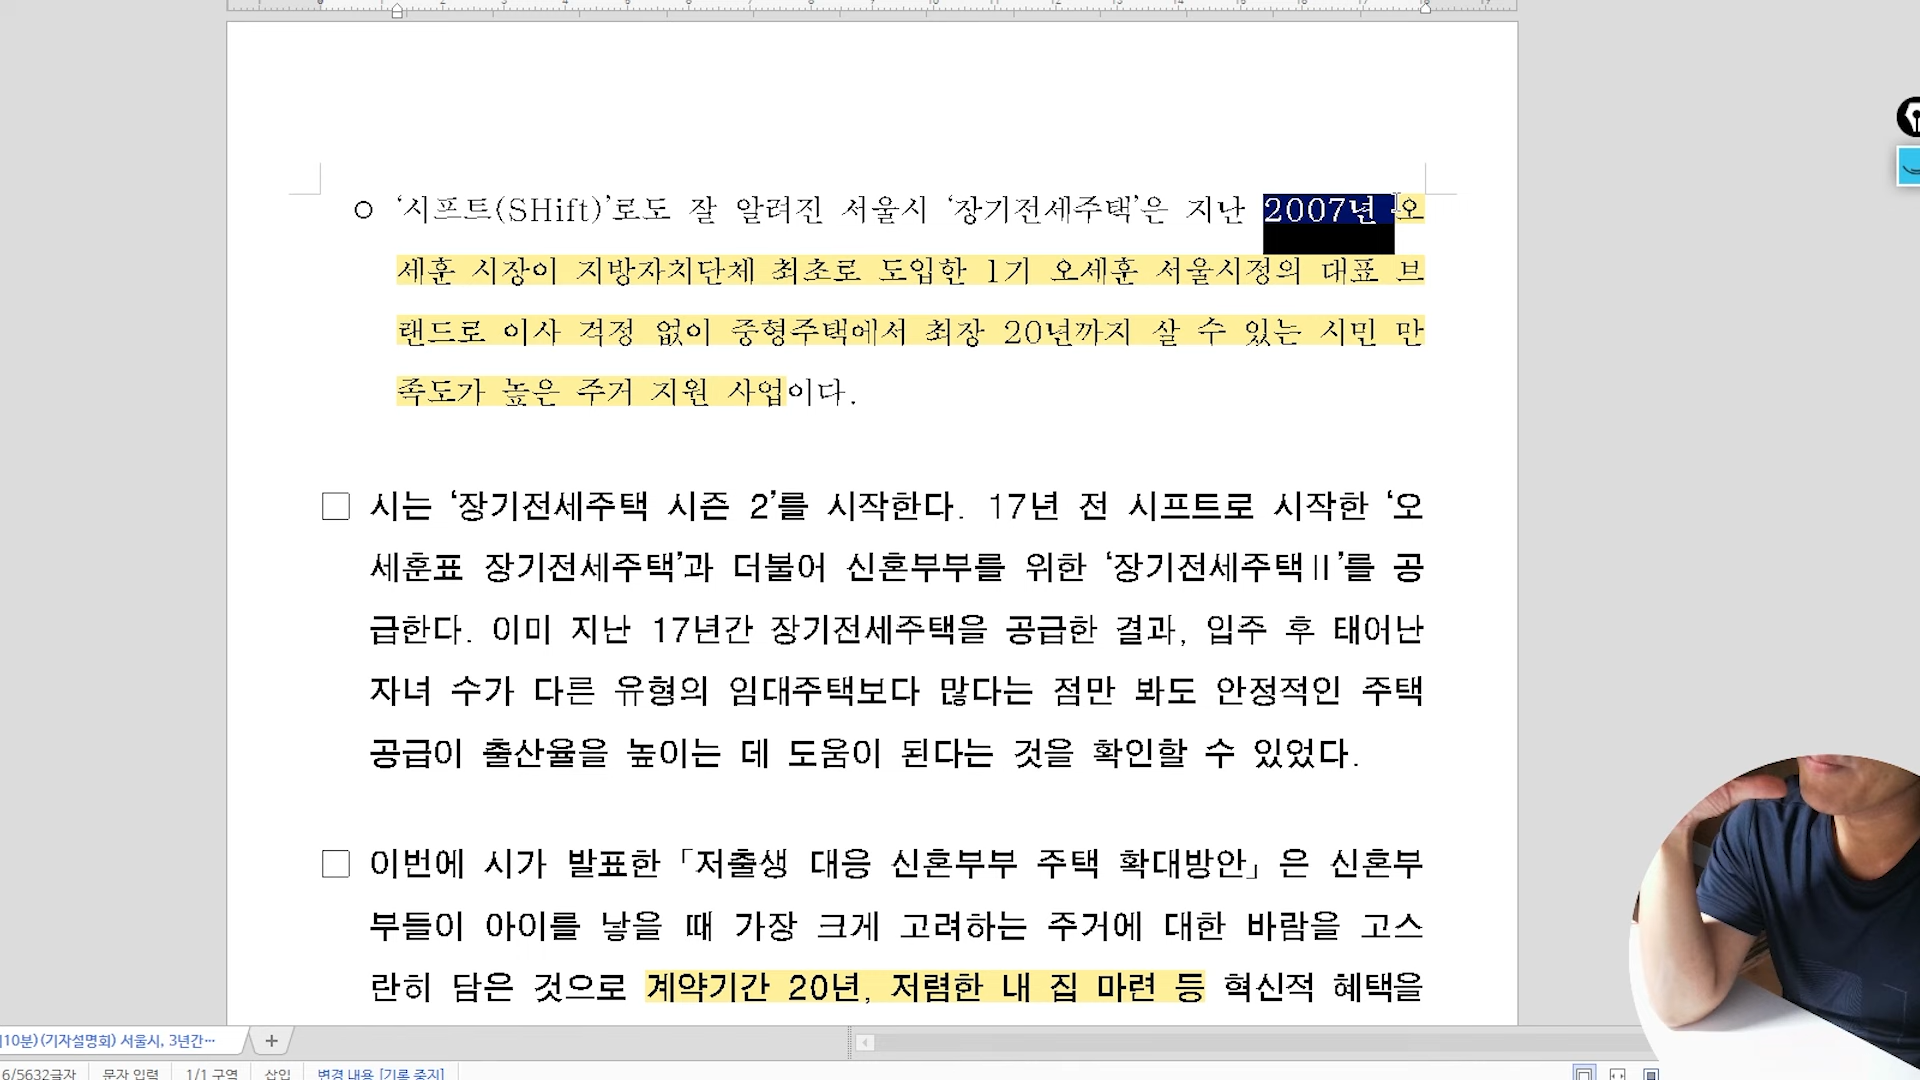 ○ ‘시프트(SHift)’로도 잘 알려진 서울시 ‘장기전세주택’은 지난 2007년 오
세훈 시장이 지방자치단체 최초로 도입한 1기 오세훈 서울시정의 대표 브
랜드로 이사 걱정 없이 중형주택에서 최장 20년까지 살 수 있는 시민 만
족도가 높은 주거 지원 사업이다.
□ 시는 ‘장기전세주택 시즌 2’를 시작한다. 17년 전 시프트로 시작한 ‘오
세훈표 장기전세주택’과 더불어 신혼부부를 위한 ‘장기전세주택Ⅱ’를 공
급한다. 이미 지난 17년간 장기전세주택을 공급한 결과, 입주 후 태어난
자녀 수가 다른 유형의 임대주택보다 많다는 점만 봐도 안정적인 주택
공급이 출산율을 높이는 데 도움이 된다는 것을 확인할 수 있었다.
□ 이번에 시가 발표한「저출생 대응 신혼부부 주택 확대방안」은 신혼부
부들이 아이를 낳을 때 가장 크게 고려하는 주거에 대한 바람을 고스
란히 담은 것으로 계약기간 20년, 저렴한 내 집 마련 등 혁신적 혜택을
10분)(기자설명회) 서울시, 3년간…
6/5632글자 문자 입력 1/1 구역 삽입 변경 내용 [기록 중지]